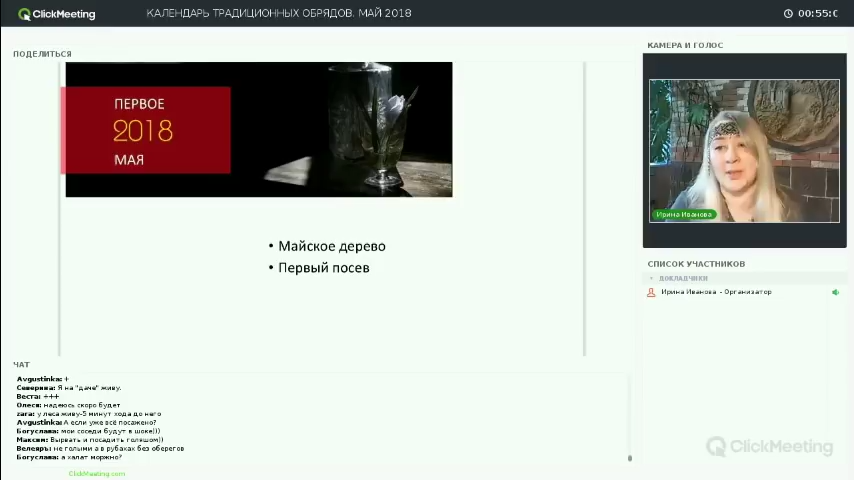 ClickMeeting
КАЛЕНДАРЬ ТРАДИЦИОННЫХ ОБРЯДОВ. МАЙ 2018
00:55:0
ПОДЕЛИТЬСЯ
ПЕРВОЕ
2018
МАЯ
• Майское дерево
• Первый посев
КАМЕРА И ГОЛОС
Ирина Иванова
СПИСОК УЧАСТНИКОВ
ДОКЛАДЧИКИ
Ирина Иванова - Организатор
ЧАТ
Avgustinka: +
Северина: Я на "даче" живу.
Веста: +++
Олеся: надеюсь скоро будет
zara: у леса живу-5 минут хода до него
Avgustinka: А если уже всё посажено?
Богуслава: мои соседи будут в шоке)))
Максим: Вырвать и посадить голяшом))
Велеяръ: не голыми а в рубахах без оберегов
Богуслава: а халат моржно?
ClickMeeting.com
ClickMeeting